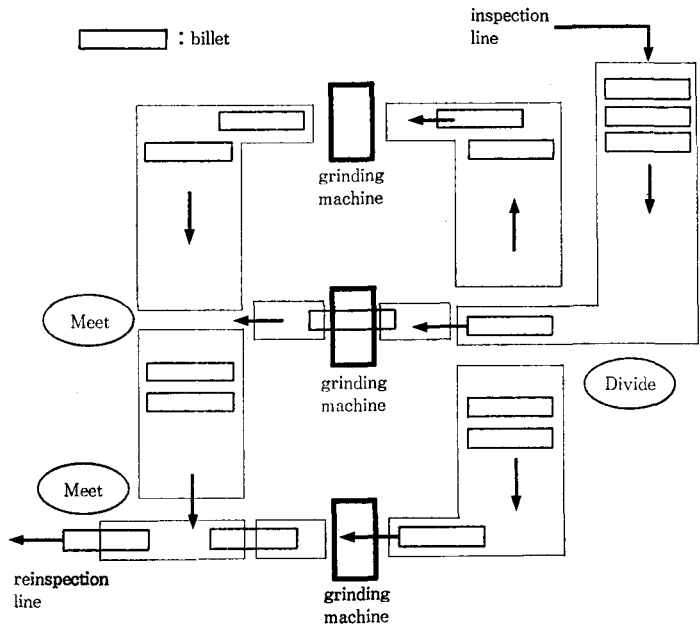 : billet
inspection
line
grinding
machine
Meet
grinding
machine
Divide
Meet
reinspection
line
grinding
machine